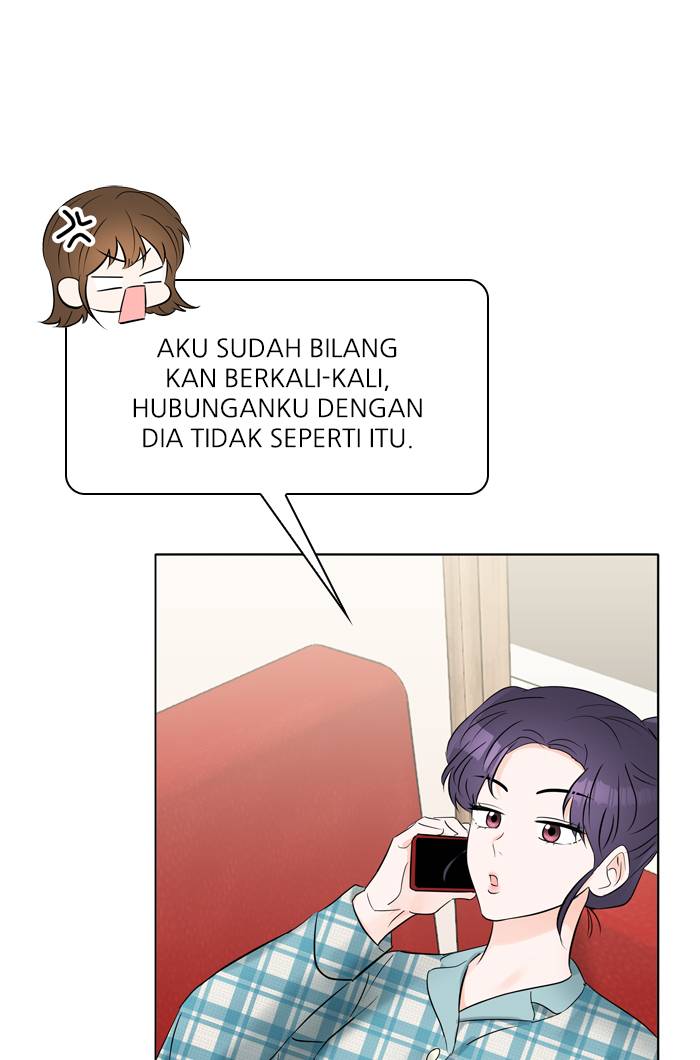 AKU SUDAH BILANG
KAN BERKALI-KALI,
HUBUNGANKU DENGAN
DIA TIDAK SEPERTI ITU.